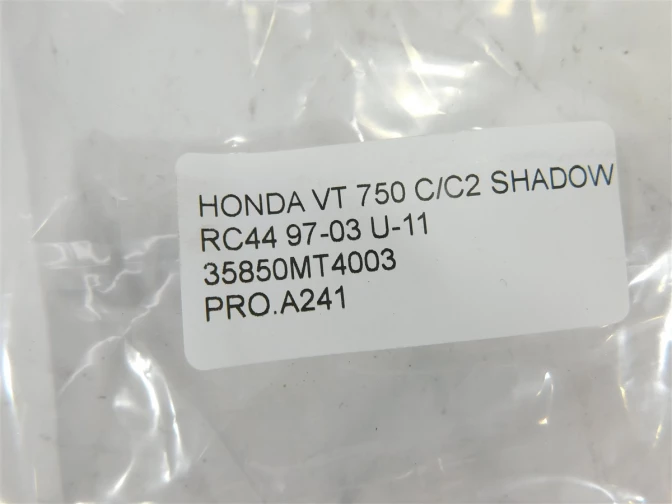 HONDA VT 750 C/C2 SHADOW
RC44 97-03 U-11
35850MT4003
PRO.A241